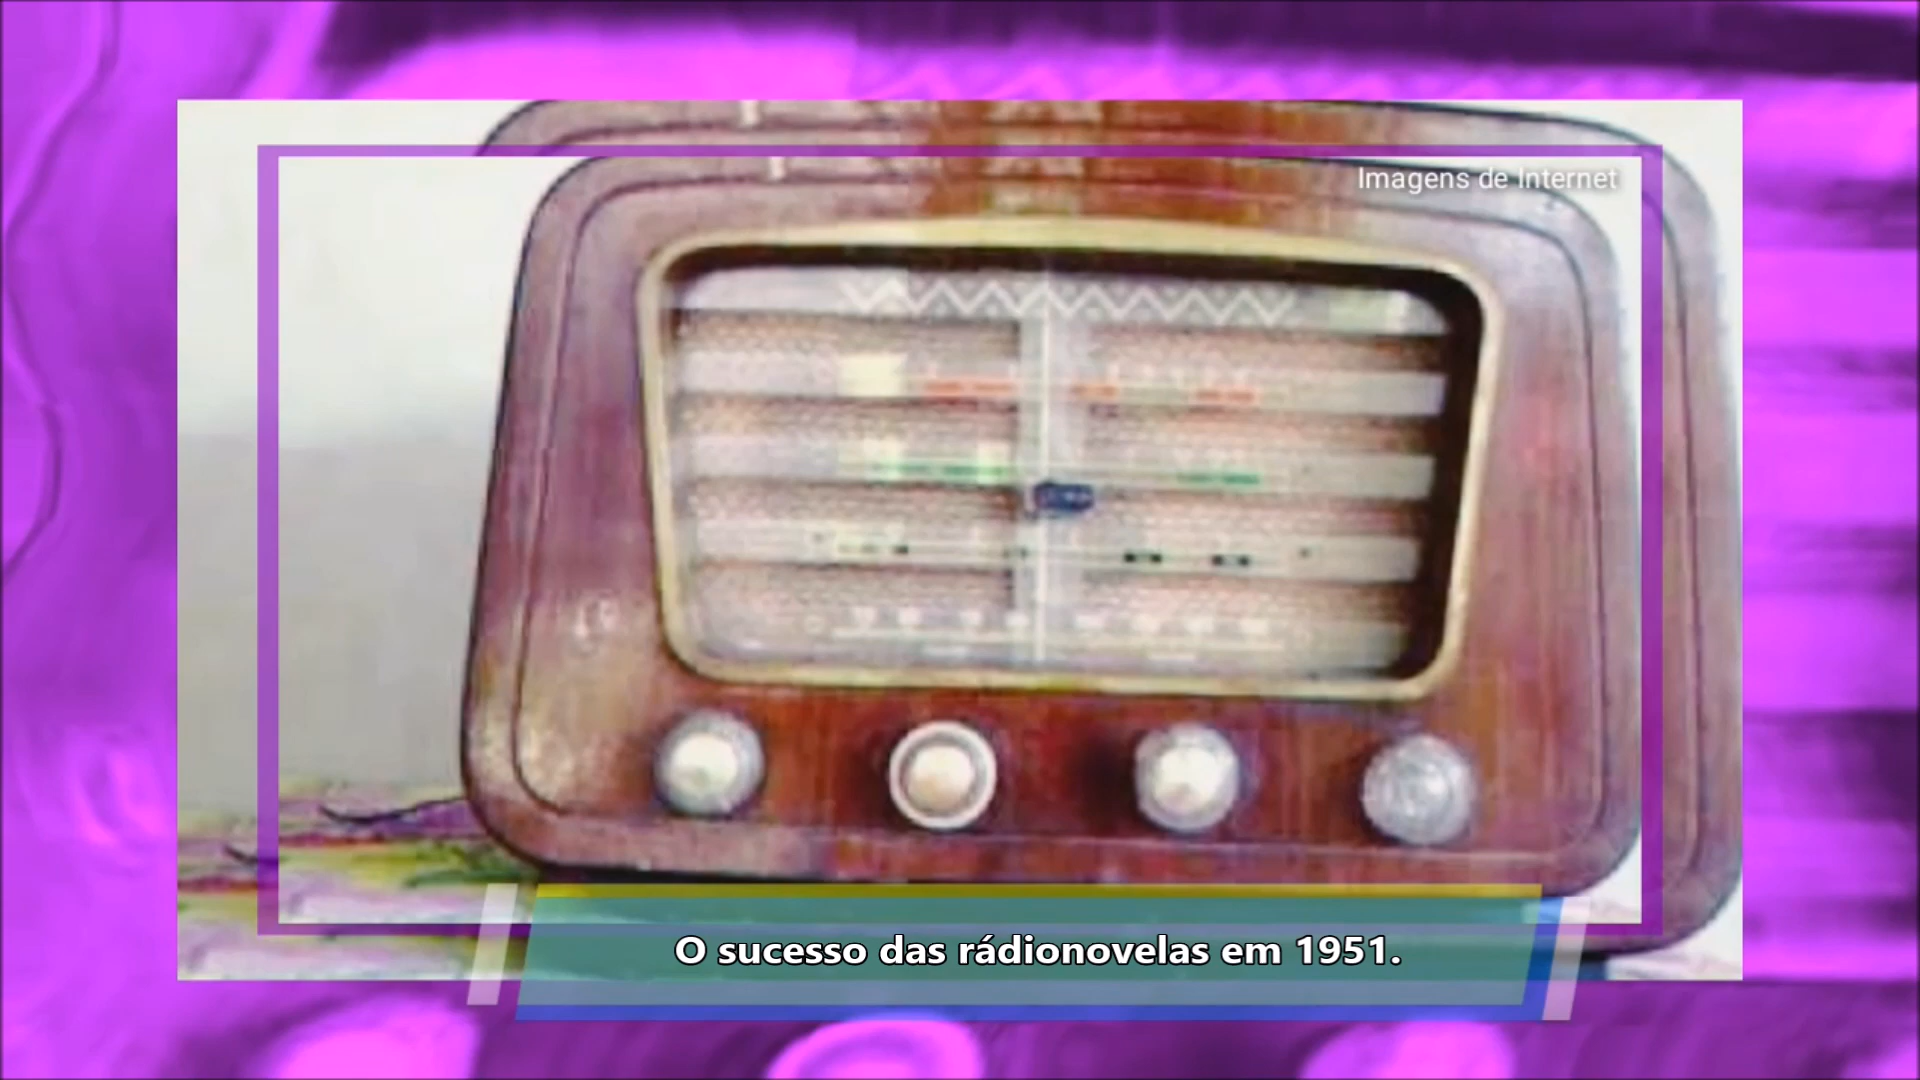 Imagens de Internet
O sucesso das rádionovelas em 1951.